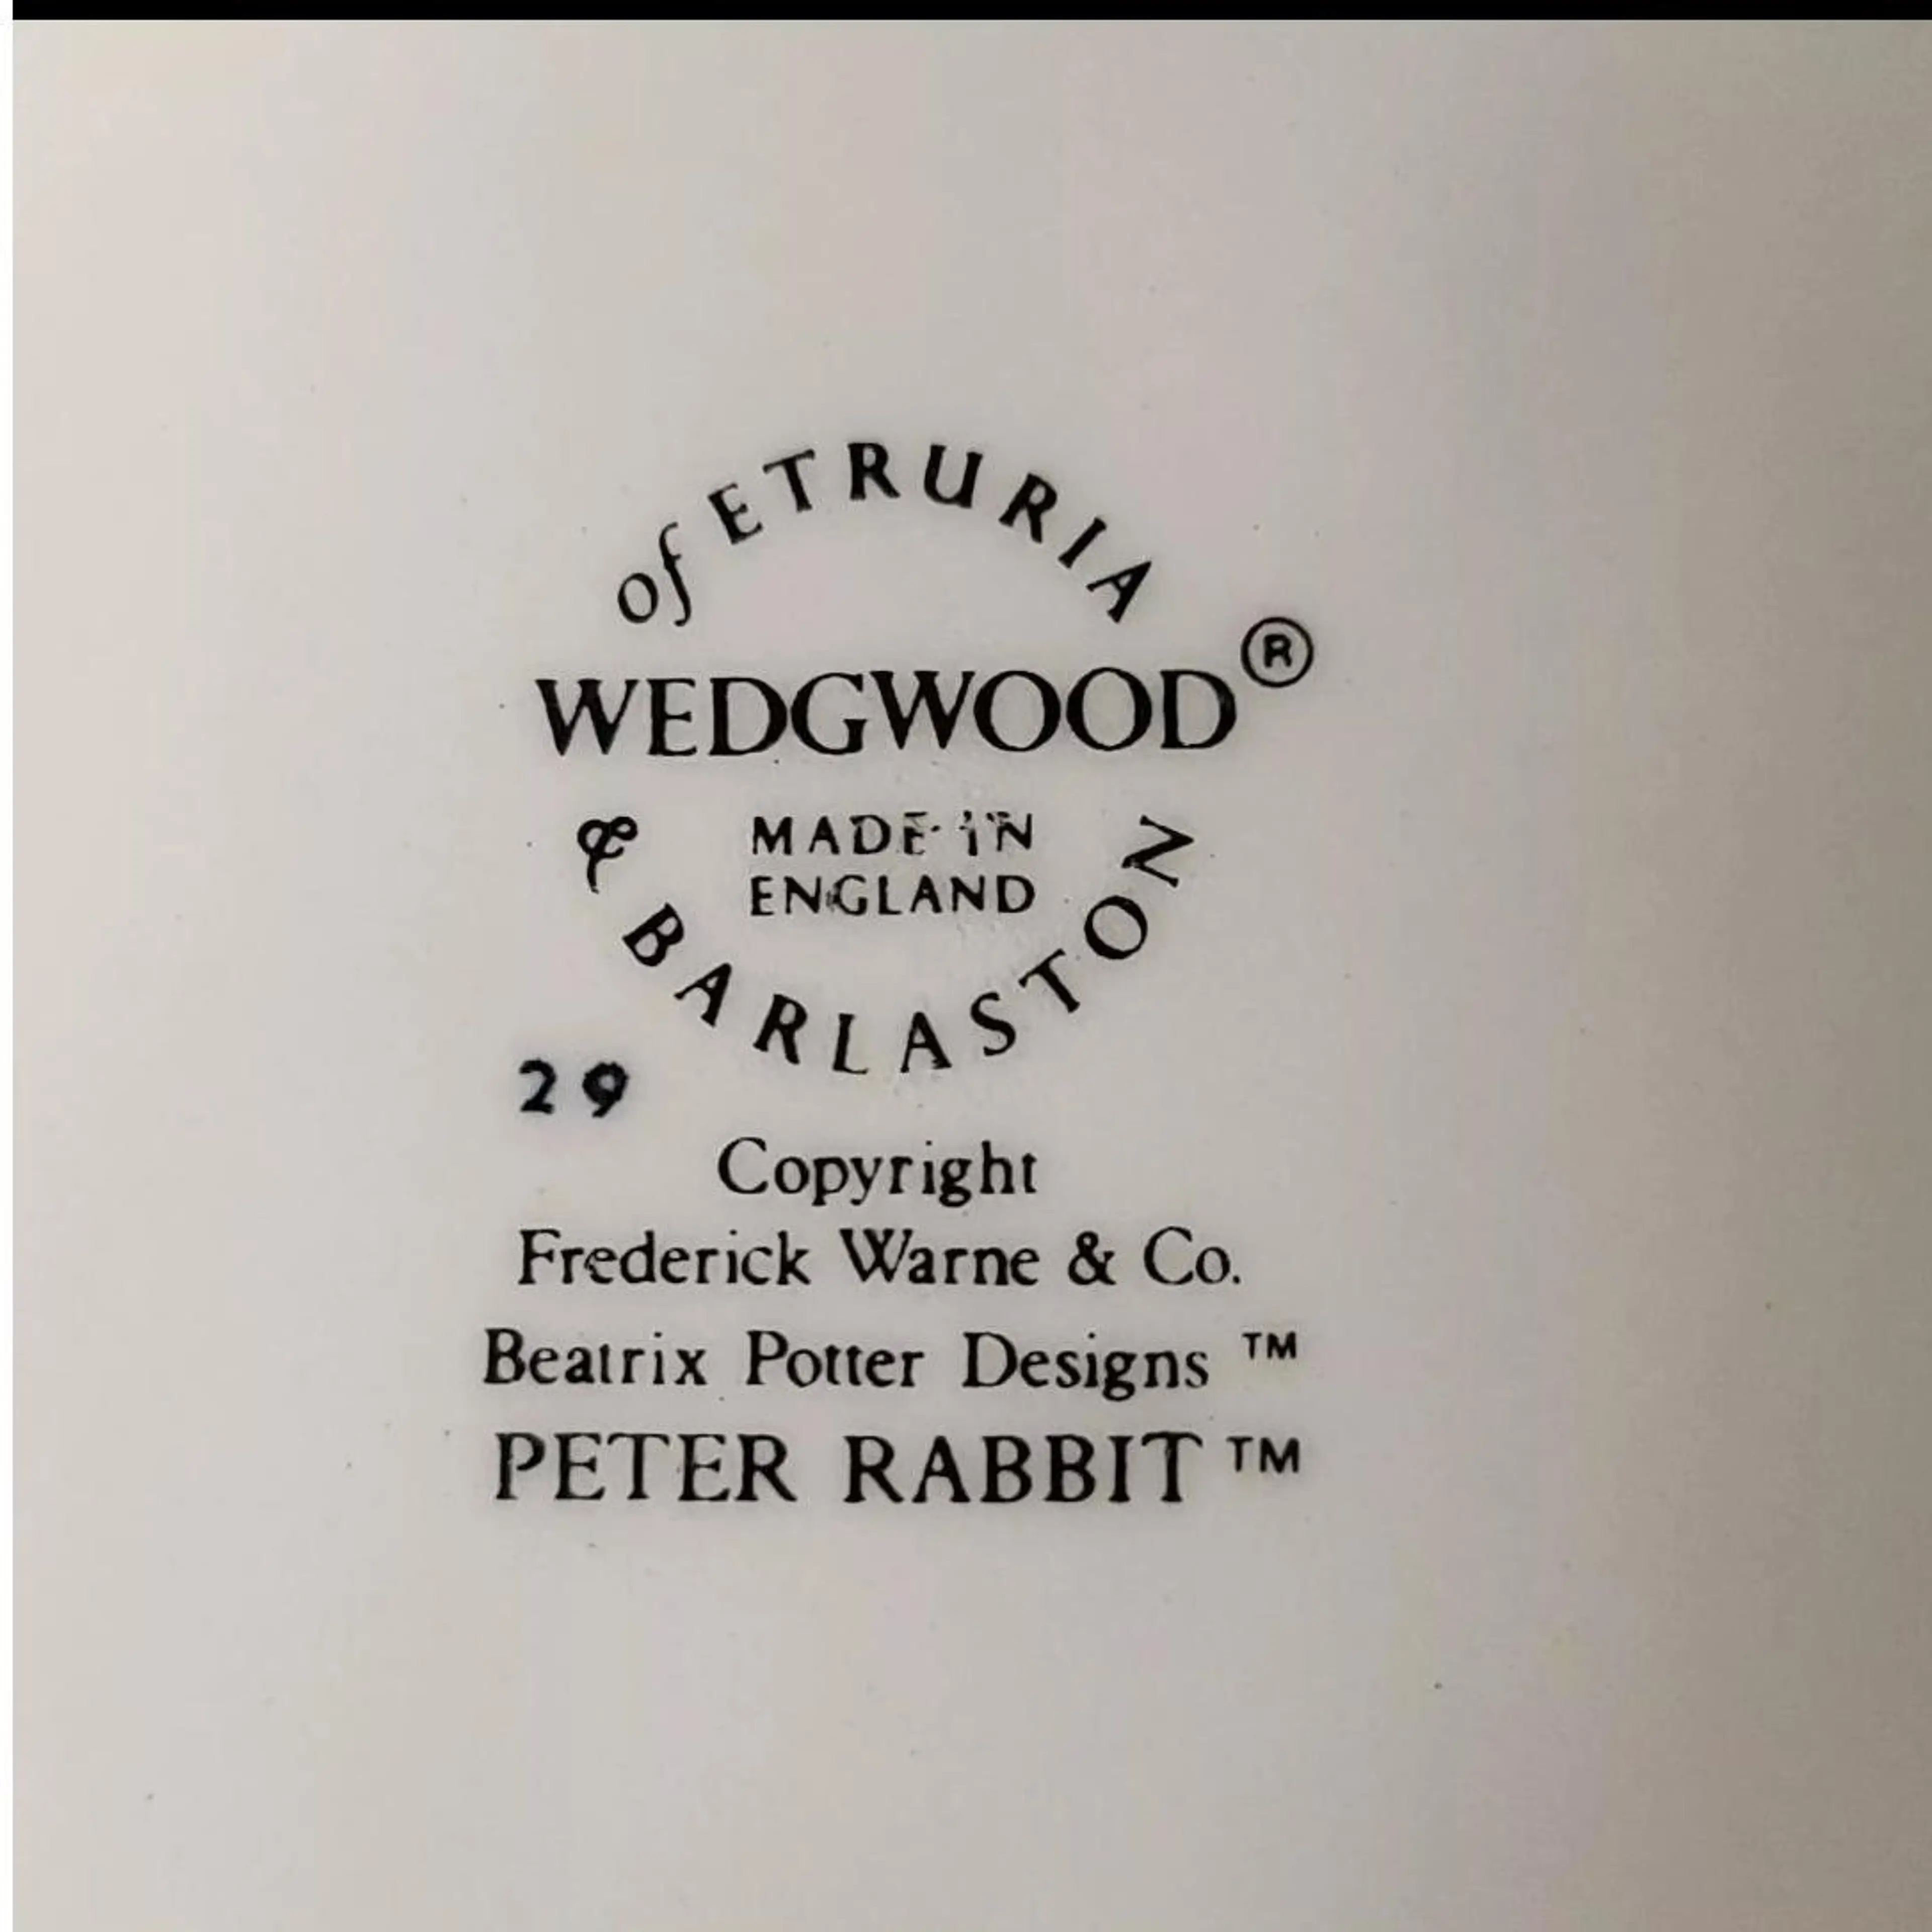 of ETRURIA
WEDGWOOD®
MADE IN
ENGLAND
& BARLASTON
29
Copyright
Frederick Warne & Co.
Beatrix Potter Designs ™
PETER RABBIT ™